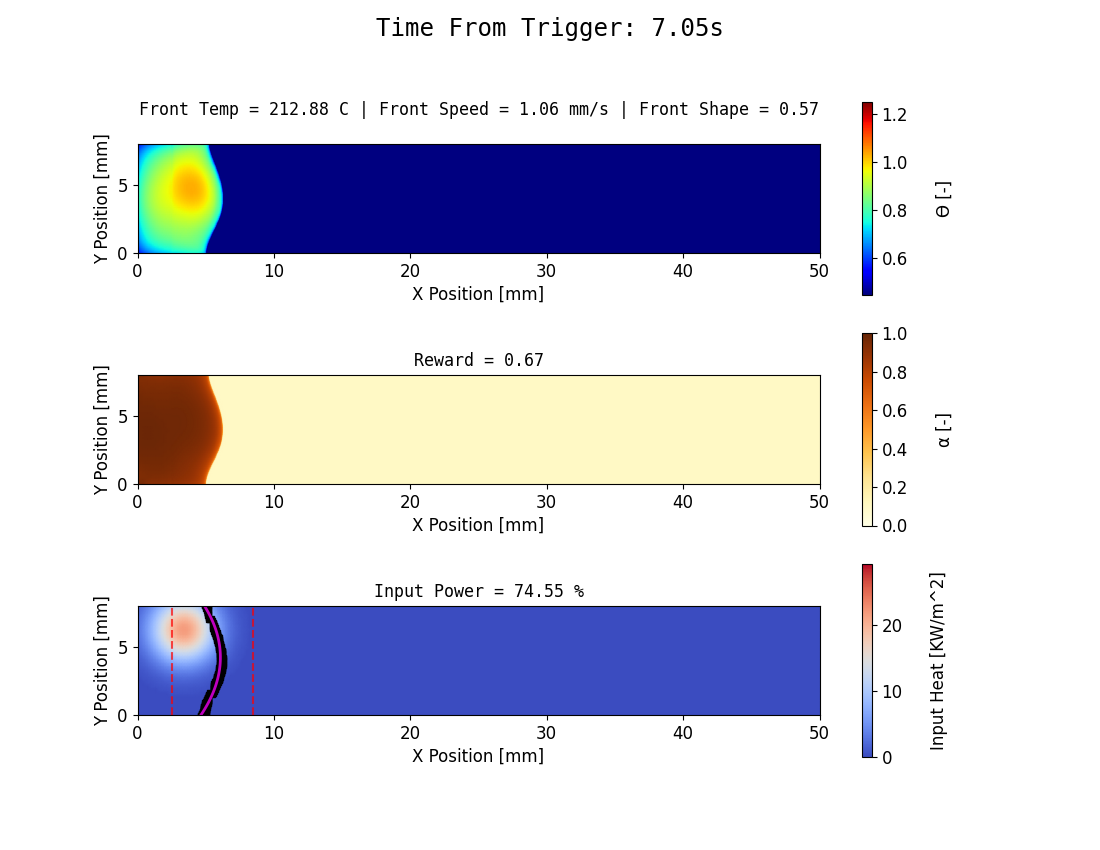 Time From Trigger: 7.05s
Front Temp = 212.88 C | Front Speed = 1.06 mm/s | Front Shape = 0.57
Y Position [mm]
5
0
0 10 20 30 40 50
X Position [mm]
1.2
1.0
0.8
0.6
Θ [-]
Reward = 0.67
Y Position [mm]
5
0
0 10 20 30 40 50
X Position [mm]
1.0
0.8
0.6
0.4
0.2
0.0
α [-]
Input Power = 74.55 %
Y Position [mm]
5
0
0 10 20 30 40 50
X Position [mm]
20
10
0
Input Heat [KW/m^2]